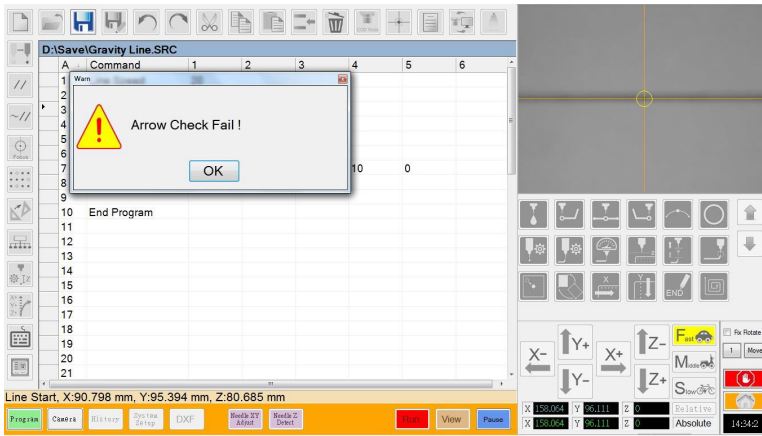 D:\Save\Gravity Line.SRC
A Command 1 2 3 4 5 6
Warn
Arrow Check Fail !
OK
1
2
3
4
5
6
7 10 0
8
9
10 End Program
11
12
13
14
15
16
17
18
19
20
21
Focus
END
X- Y+ X+ Z- Fast
Y- Z+ Middle
Slow
Fix Rotate
1 Move
X 158.064 Y 96.111 Z 0 Relative
X 158.064 Y 96.111 Z 0 Absolute
14:34:2
Line Start, X:90.798 mm, Y:95.394 mm, Z:80.685 mm
Program Camera History System Setup DXF Needle XY Adjust Needle Z Detect Run View Pause